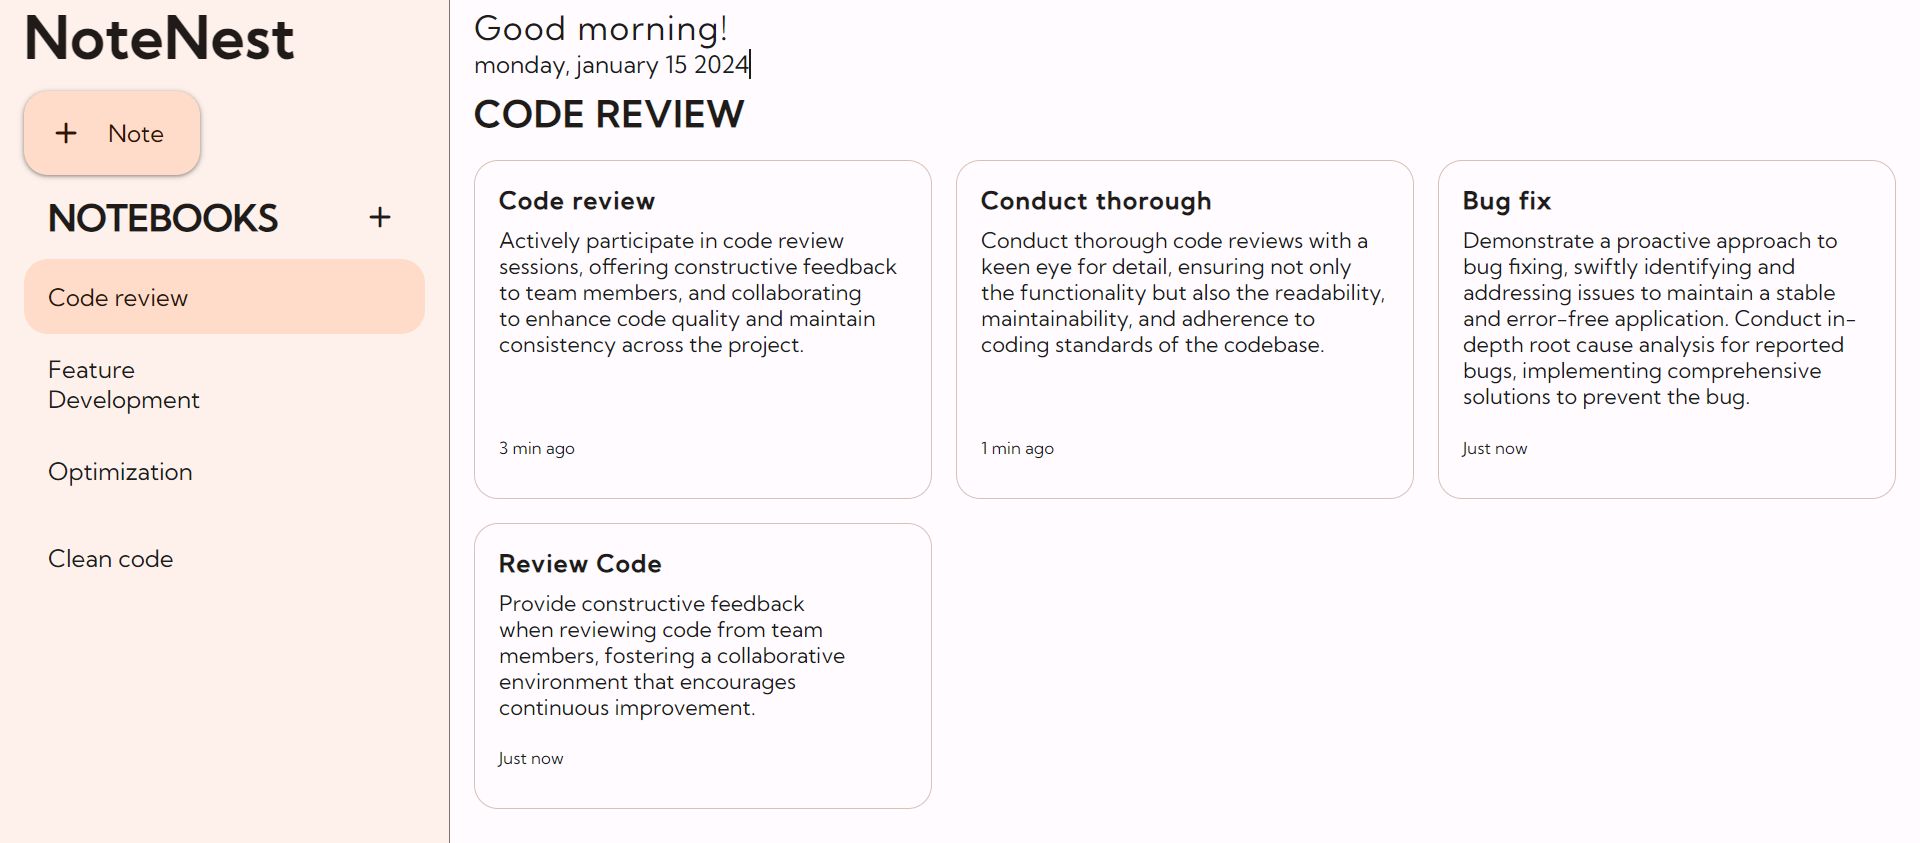 NoteNest
+ Note
NOTEBOOKS +
Code review
Feature
Development
Optimization
Clean code
Good morning!
monday, january 15 2024
CODE REVIEW
Code review
Actively participate in code review
sessions, offering constructive feedback
to team members, and collaborating
to enhance code quality and maintain
consistency across the project.
3 min ago
Conduct thorough
Conduct thorough code reviews with a
keen eye for detail, ensuring not only
the functionality but also the readability,
maintainability, and adherence to
coding standards of the codebase.
1 min ago
Bug fix
Demonstrate a proactive approach to
bug fixing, swiftly identifying and
addressing issues to maintain a stable
and error-free application. Conduct in-
depth root cause analysis for reported
bugs, implementing comprehensive
solutions to prevent the bug.
Just now
Review Code
Provide constructive feedback
when reviewing code from team
members, fostering a collaborative
environment that encourages
continuous improvement.
Just now